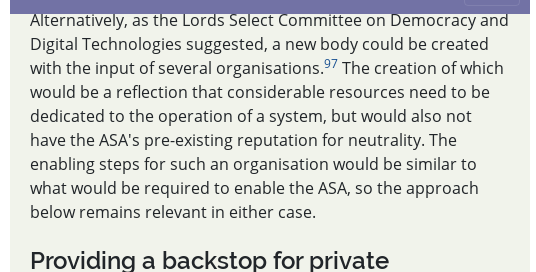 Alternatively, as the Lords Select Committee on Democracy and
Digital Technologies suggested, a new body could be created
with the input of several organisations.97 The creation of which
would be a reflection that considerable resources need to be
dedicated to the operation of a system, but would also not
have the ASA's pre-existing reputation for neutrality. The
enabling steps for such an organisation would be similar to
what would be required to enable the ASA, so the approach
below remains relevant in either case.
Providing a backstop for private